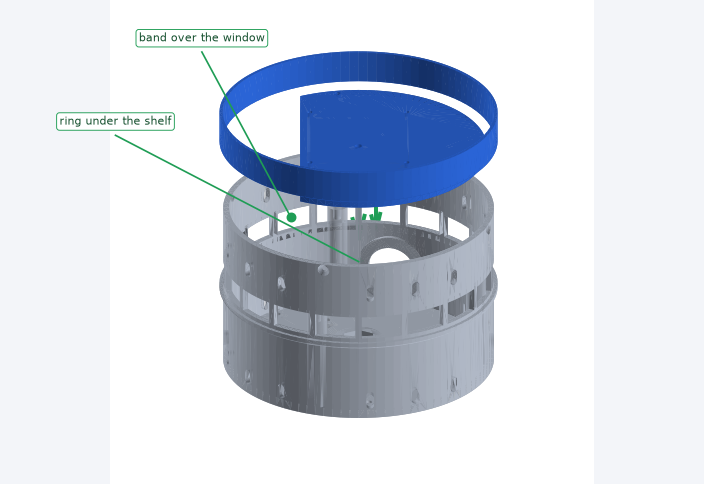 band over the window
ring under the shelf